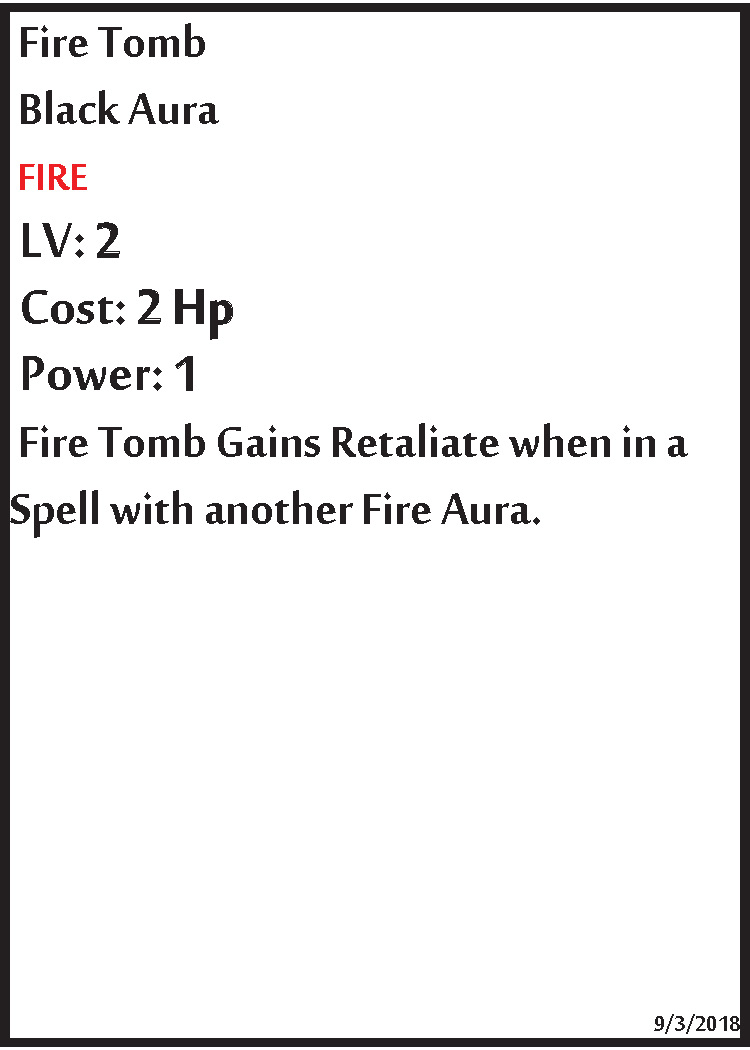 Fire Tomb
Black Aura
FIRE
LV: 2
Cost: 2 Hp
Power: 1
Fire Tomb Gains Retaliate when in a
Spell with another Fire Aura.
9/3/2018